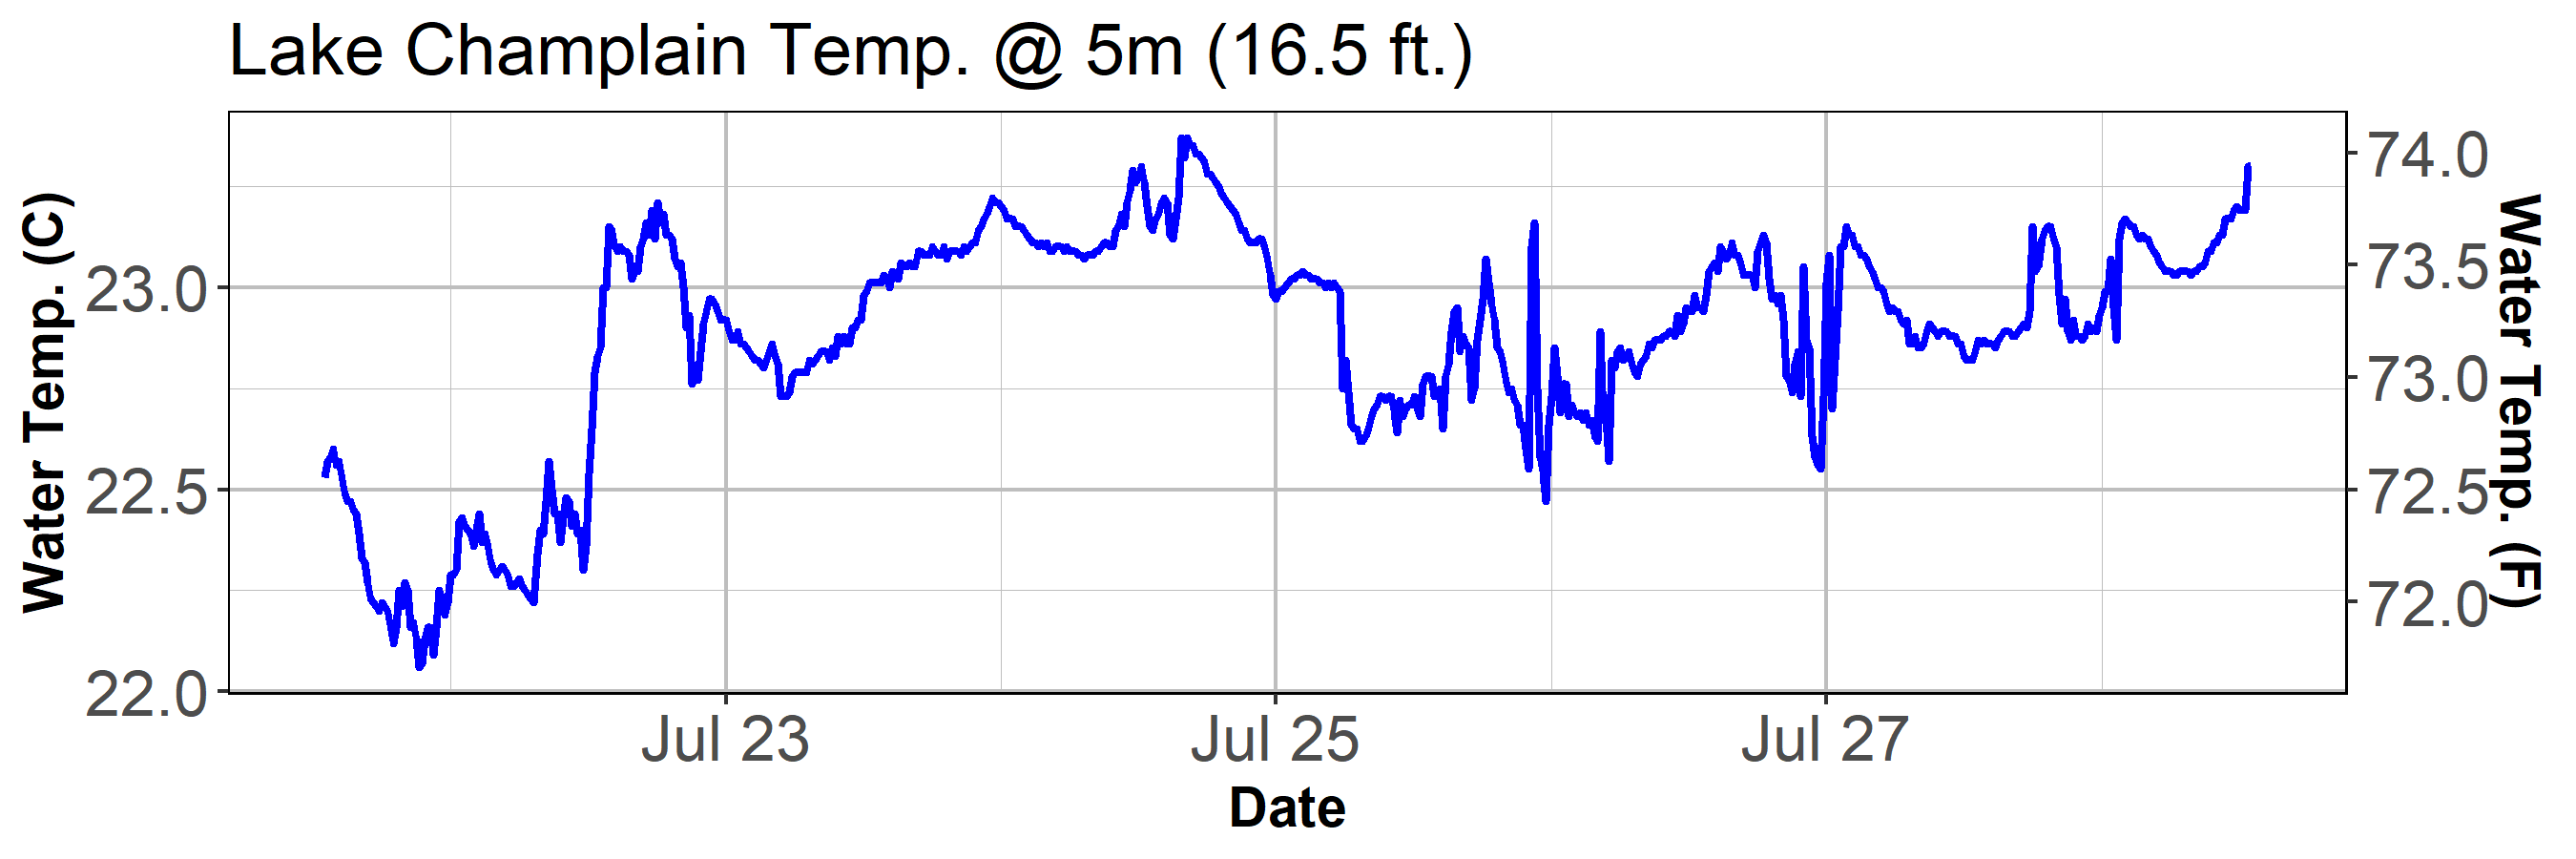 Lake Champlain Temp. @ 5m (16.5 ft.)
Water Temp. (C)
23.0
22.5
22.0
74.0
73.5
73.0
72.5
72.0
Water Temp. (F)
Jul 23 Jul 25 Jul 27
Date